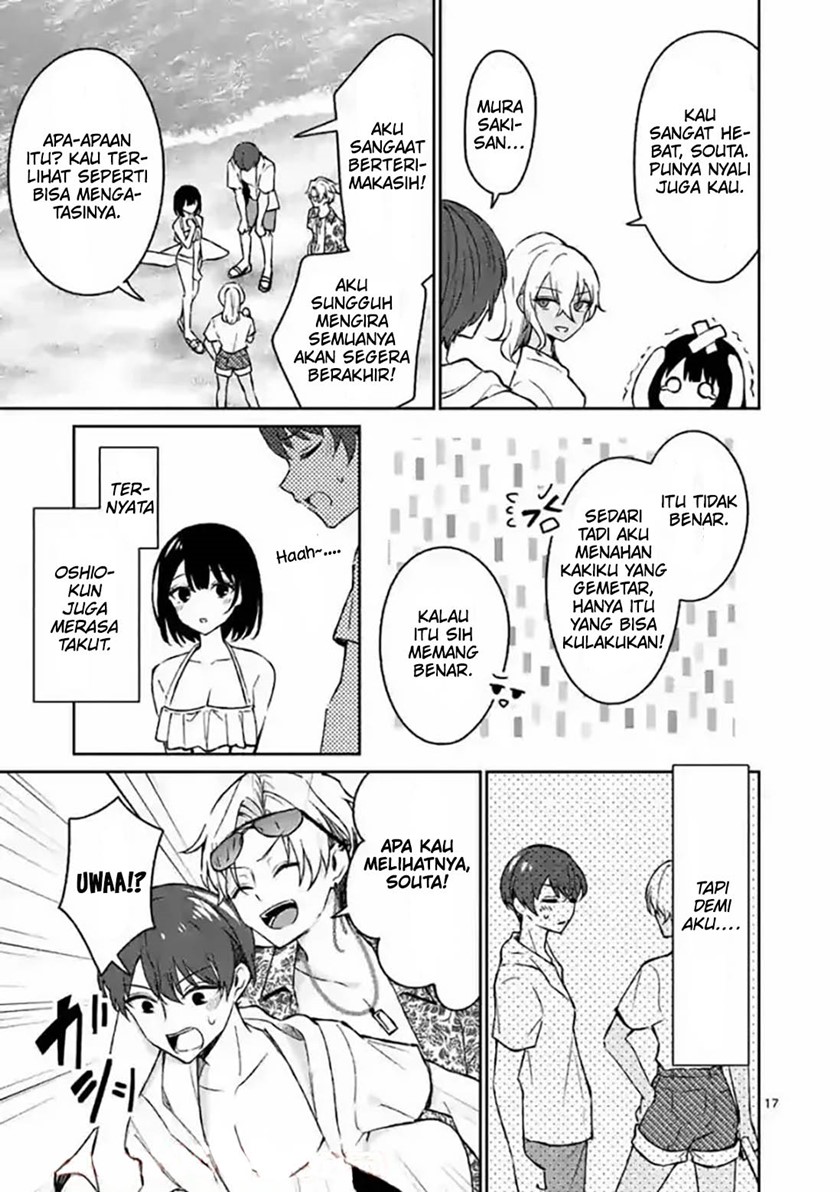 KAU
SANGAT HE-
BAT, SOUTA.
PUNYA NYALI
JUGA KAU.
MURA
SAKI-
SAN...
AKU
SANGAAT
BERTERI-
MAKASIH!
AKU
SUNGGUH
MENGIRA
SEMUANYA
AKAN SEGERA
BERAKHIR!
APA-APAAN
ITU? KAU TER-
LIHAT SEPERTI
BISA MENGA-
TASINYA.
ITU TIDAK
BENAR.
SEDARI
TADI AKU
MENAHAN
KAKIKU YANG
GEMETAR,
HANYA ITU
YANG BISA
KULAKUKAN!
KALAU
ITU SIH
MEMANG
BENAR.
Haah~....
TER-
NYATA
OSHIO-
KUN
JUGA
MERASA
TAKUT.
TAPI
DEMI
AKU....
APA KAU
MELIHATNYA,
SOUTA!
UWAA!?
ガシッ
17